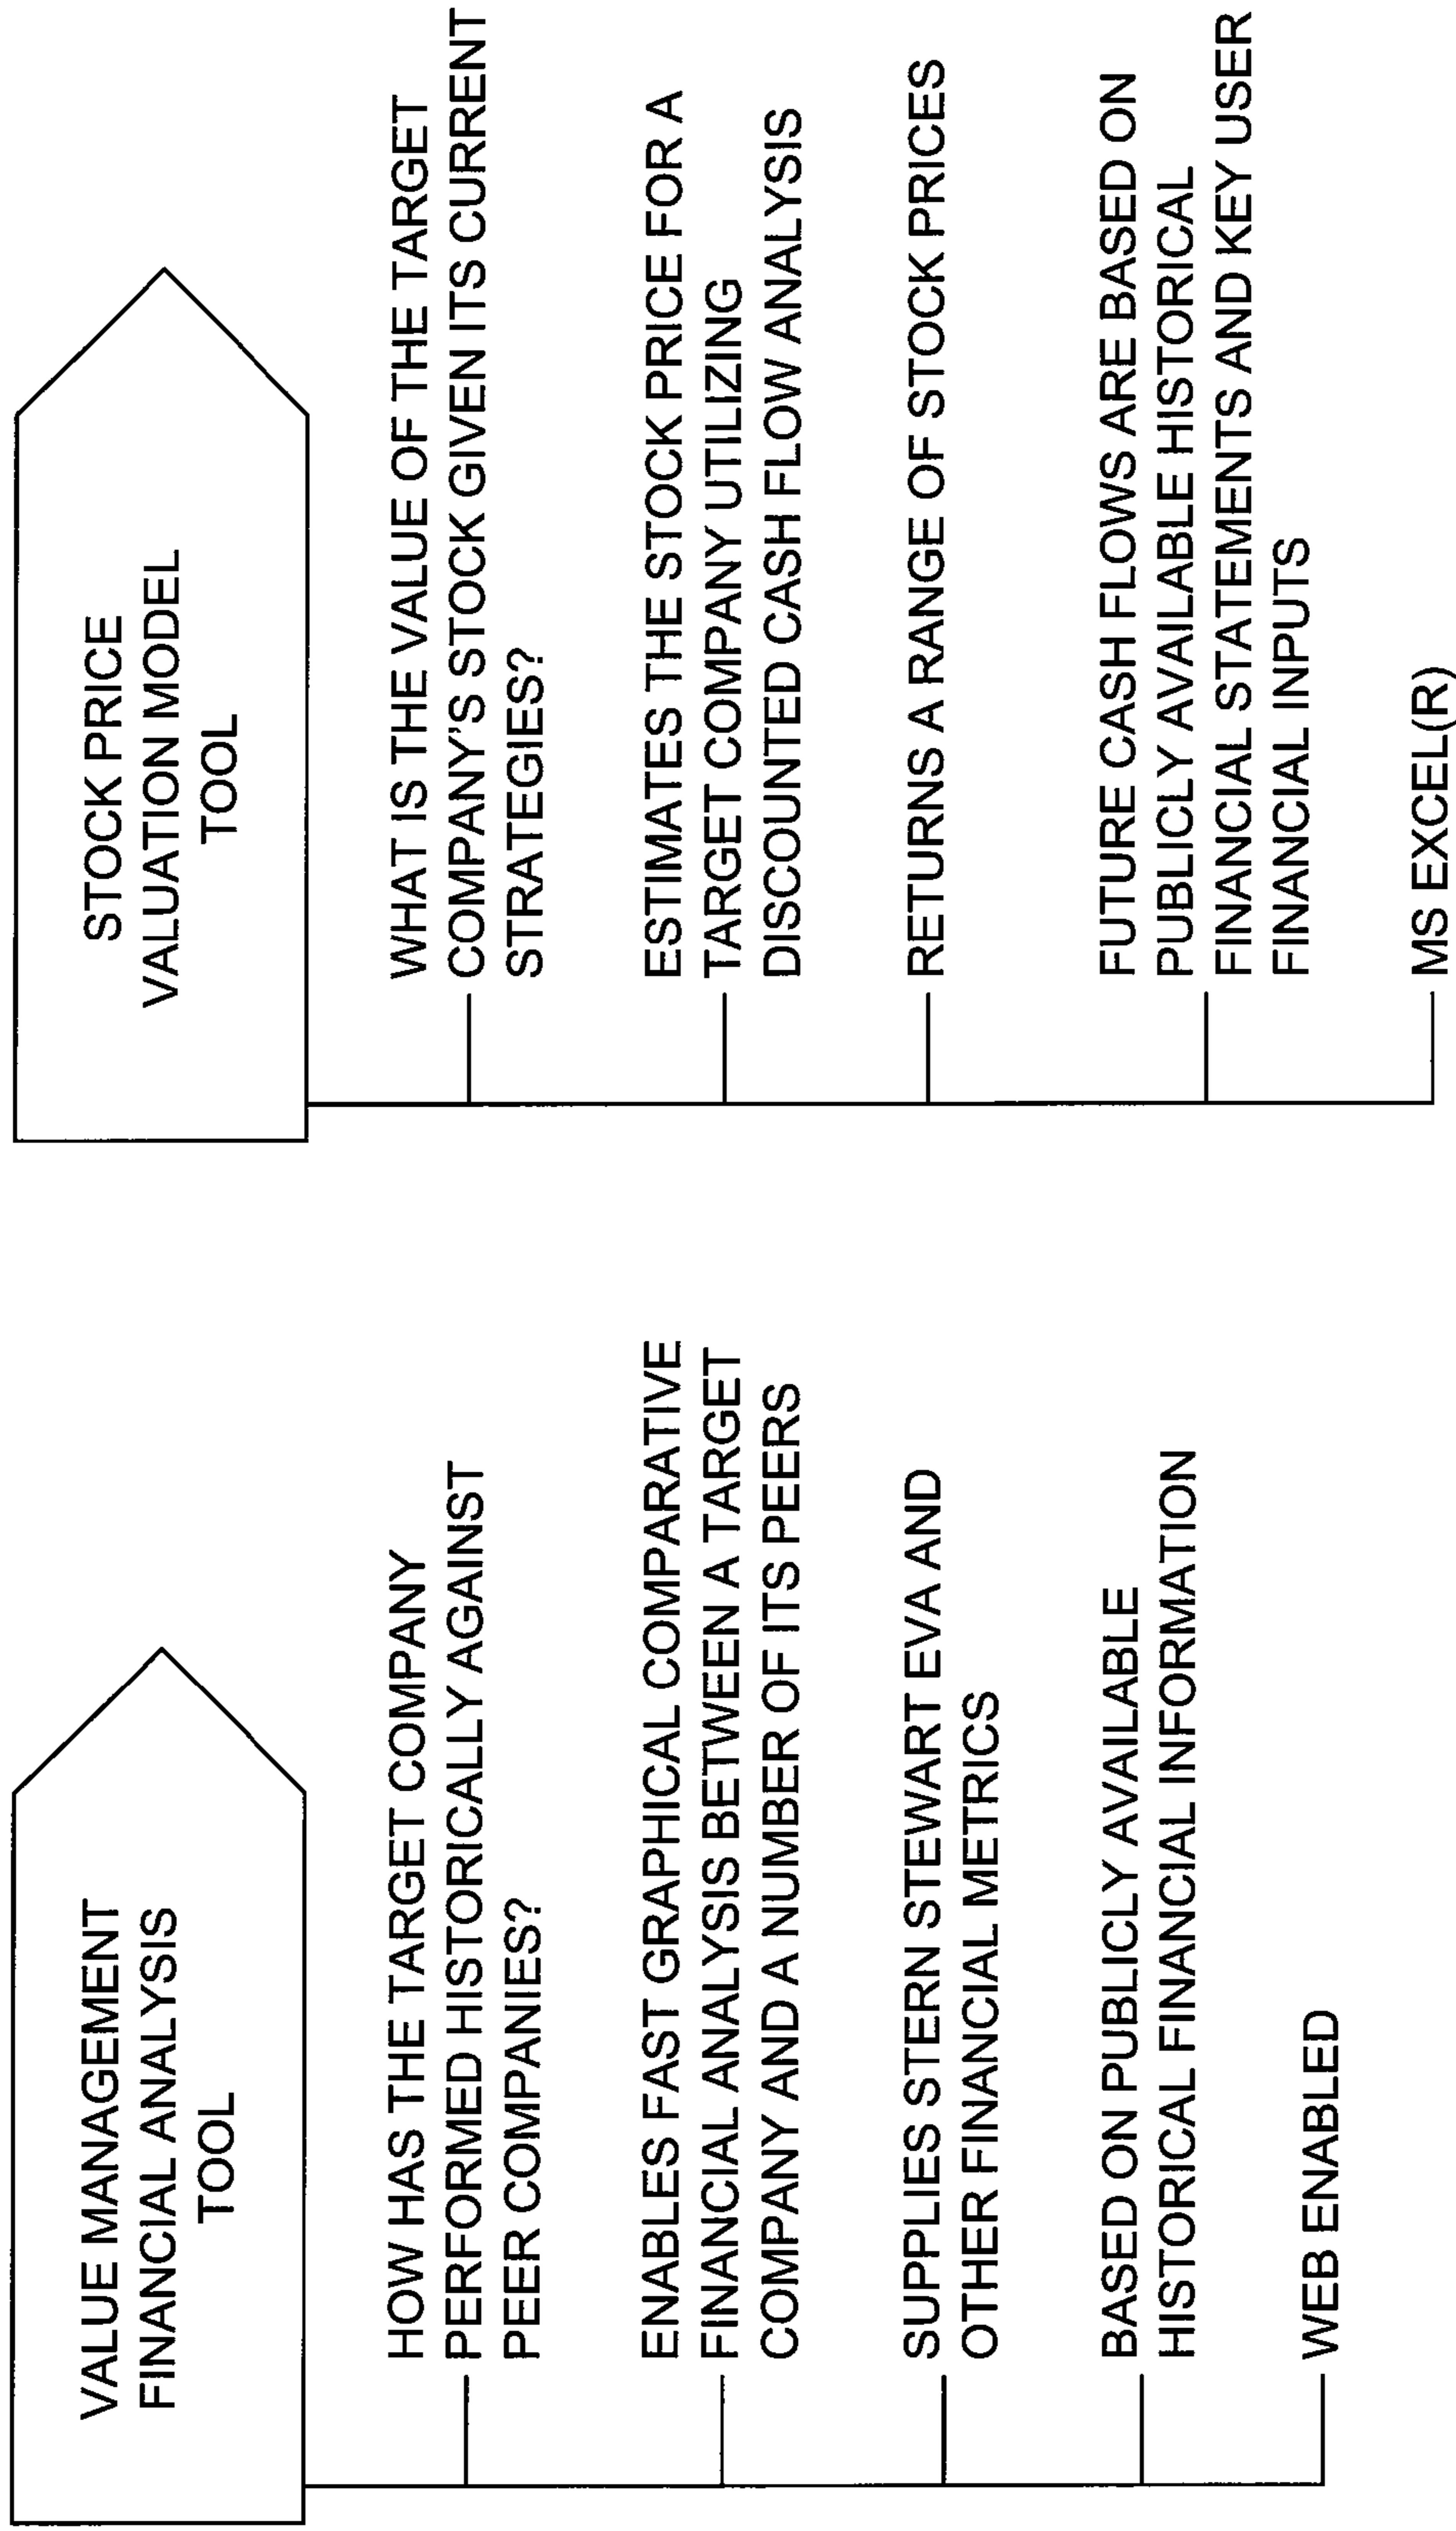 VALUE MANAGEMENT
FINANCIAL ANALYSIS
TOOL
HOW HAS THE TARGET COMPANY
PERFORMED HISTORICALLY AGAINST
PEER COMPANIES?
ENABLES FAST GRAPHICAL COMPARATIVE
FINANCIAL ANALYSIS BETWEEN A TARGET
COMPANY AND A NUMBER OF ITS PEERS
SUPPLIES STERN STEWART EVA AND
OTHER FINANCIAL METRICS
BASED ON PUBLICLY AVAILABLE
HISTORICAL FINANCIAL INFORMATION
WEB ENABLED
STOCK PRICE
VALUATION MODEL
TOOL
WHAT IS THE VALUE OF THE TARGET
COMPANY'S STOCK GIVEN ITS CURRENT
STRATEGIES?
ESTIMATES THE STOCK PRICE FOR A
TARGET COMPANY UTILIZING
DISCOUNTED CASH FLOW ANALYSIS
RETURNS A RANGE OF STOCK PRICES
FUTURE CASH FLOWS ARE BASED ON
PUBLICLY AVAILABLE HISTORICAL
FINANCIAL STATEMENTS AND KEY USER
FINANCIAL INPUTS
MS EXCEL(R)